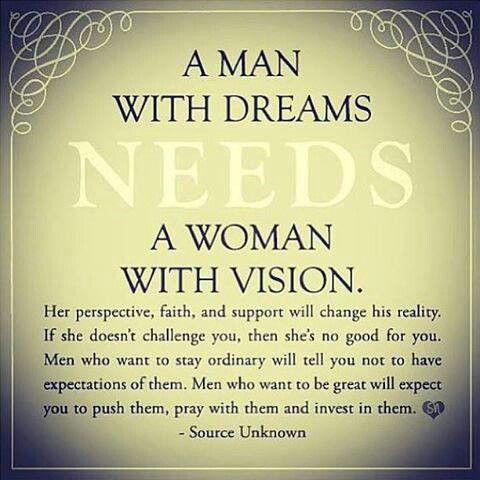 A MAN
WITH DREAMS
NEEDS
A WOMAN
WITH VISION.
Her perspective, faith, and support will change his reality.
If she doesn't challenge you, then she's no good for you.
Men who want to stay ordinary will tell you not to have
expectations of them. Men who want to be great will expect
you to push them, pray with them and invest in them.
- Source Unknown